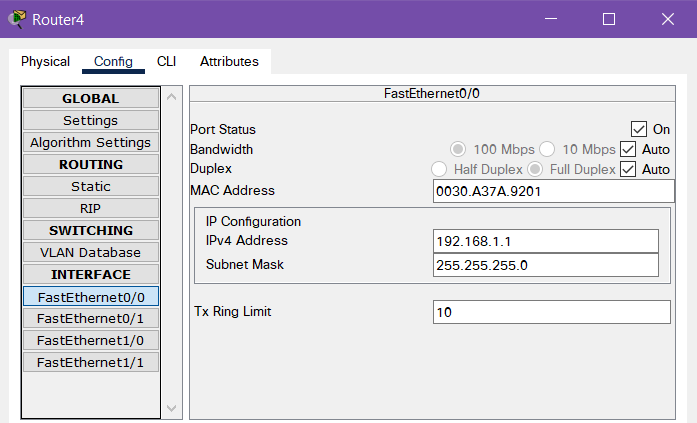 Router4
Physical Config CLI Attributes
GLOBAL
Settings
Algorithm Settings
ROUTING
Static
RIP
SWITCHING
VLAN Database
INTERFACE
FastEthernet0/0
FastEthernet0/1
FastEthernet1/0
FastEthernet1/1
FastEthernet0/0
Port Status On
Bandwidth 100 Mbps 10 Mbps Auto
Duplex Half Duplex Full Duplex Auto
MAC Address 0030.A37A.9201
IP Configuration
IPv4 Address 192.168.1.1
Subnet Mask 255.255.255.0
Tx Ring Limit 10